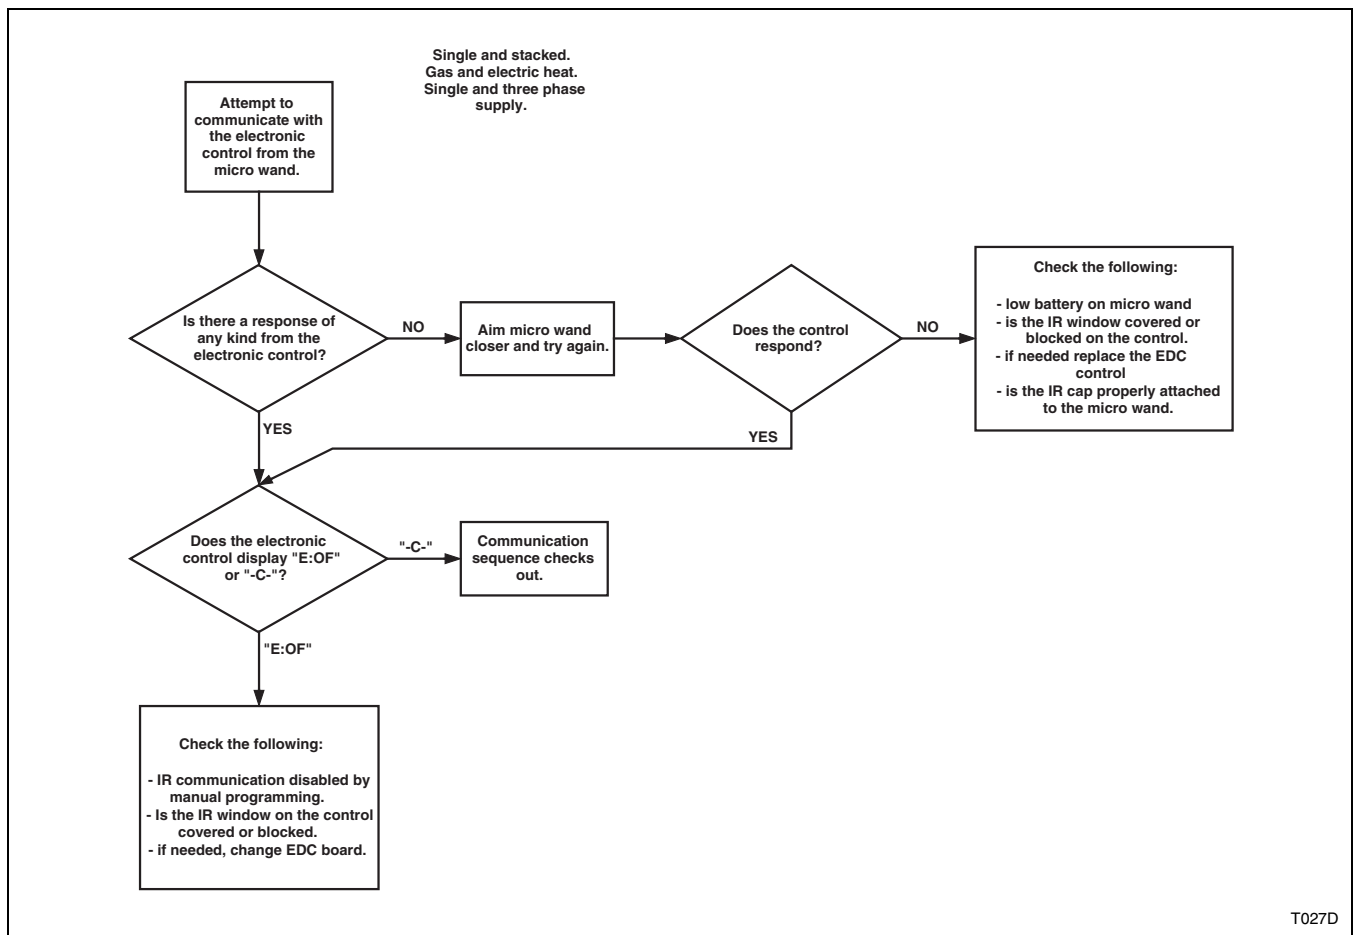 Single and stacked.
Gas and electric heat.
Single and three phase
supply.
Attempt to
communicate with
the electronic
control from the
micro wand.
Is there a response of
any kind from the
electronic control?
NO
Aim micro wand
closer and try again.
Does the control
respond?
NO
Check the following:
- low battery on micro wand
- is the IR window covered or
blocked on the control.
- if needed replace the EDC
control
- is the IR cap properly attached
to the micro wand.
YES
YES
Does the electronic
control display "E:OF"
or "-C-"?
"-C-"
Communication
sequence checks
out.
"E:OF"
Check the following:
- IR communication disabled by
manual programming.
- Is the IR window on the control
covered or blocked.
- if needed, change EDC board.
T027D